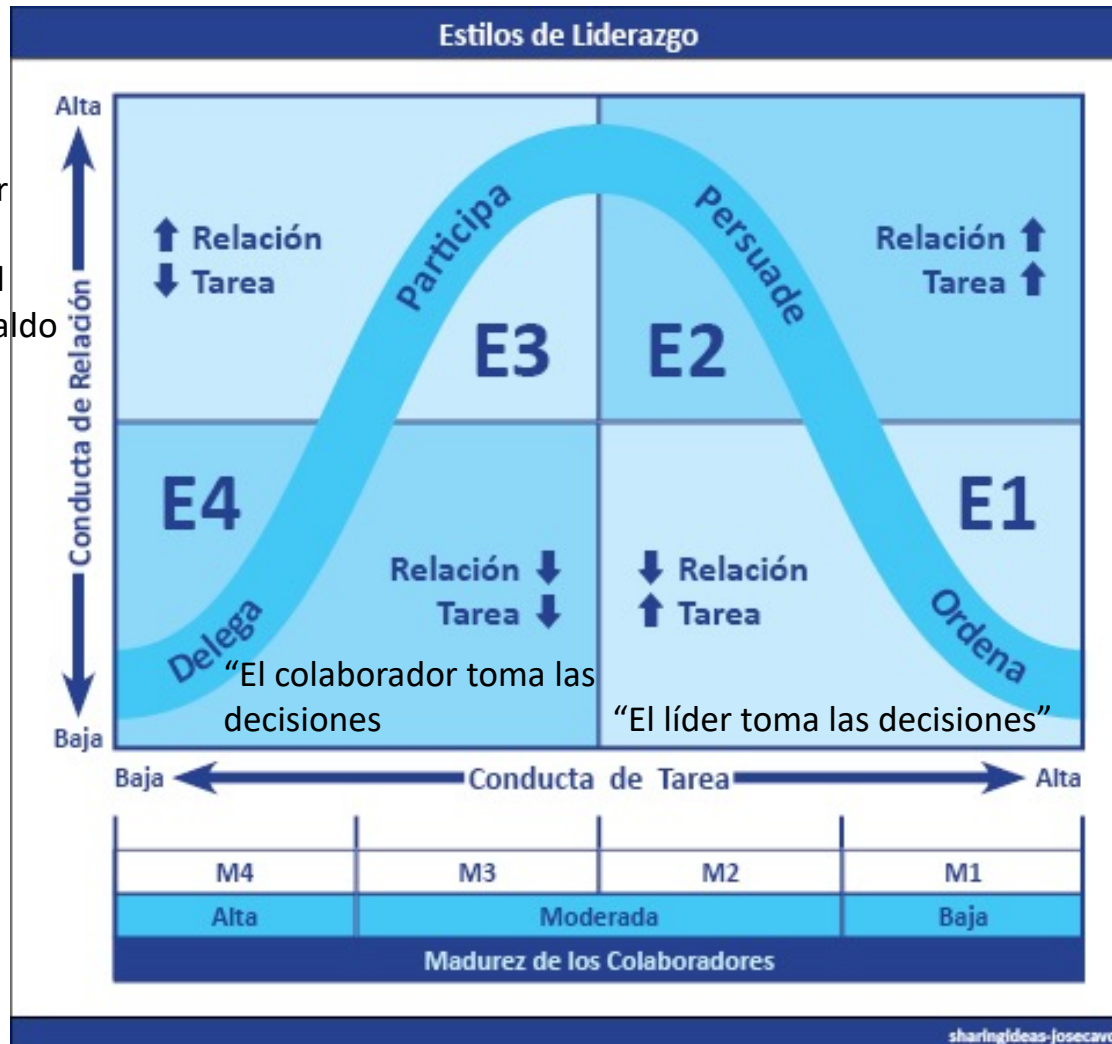 Estilos de Liderazgo
Alta
Conducta de Relación
Baja
Relación
Tarea
Participa
E3
Persuade
E2
Relación
Tarea
E4
Delega
Relación
Tarea
"El colaborador toma las
decisiones
Relación
Tarea
E1
Ordena
“El líder toma las decisiones”
Baja
Conducta de Tarea
Alta
M4 M3 M2 M1
Alta Moderada Baja
Madurez de los Colaboradores